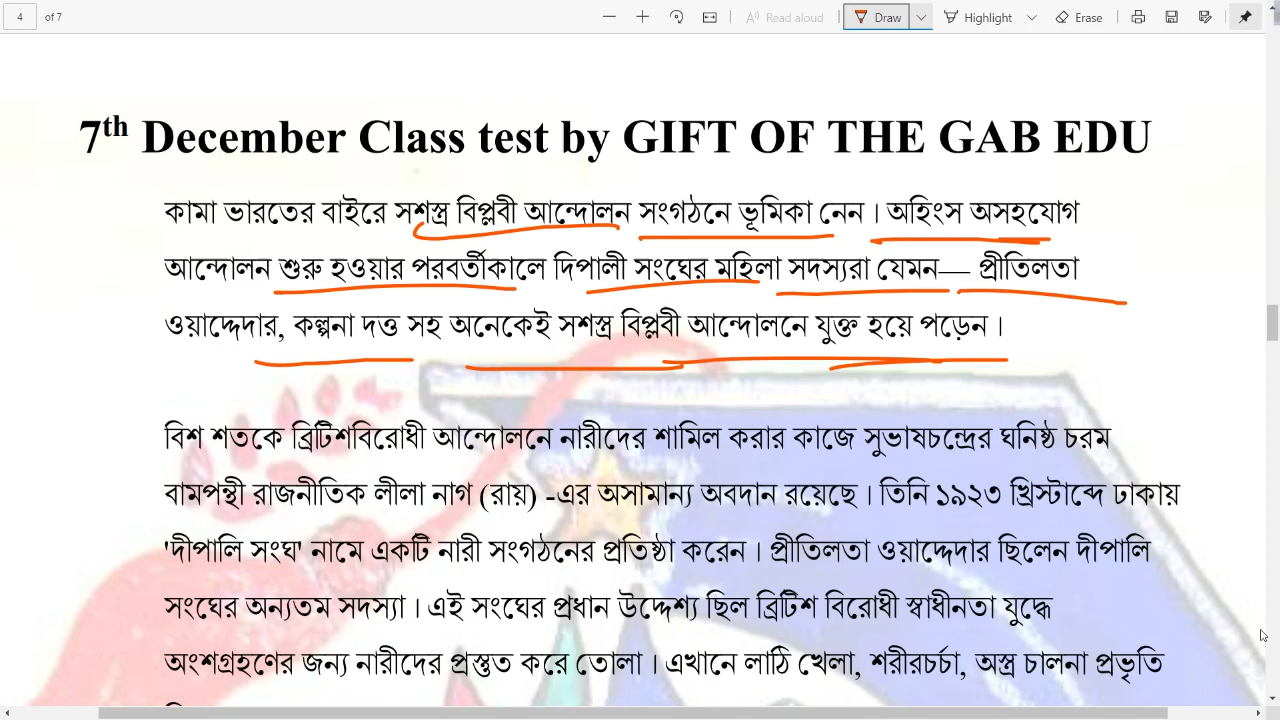 4 of 7 Read aloud Draw Highlight Erase
7th December Class test by GIFT OF THE GAB EDU
কামা ভারতের বাইরে সশস্ত্র বিপ্লবী আন্দোলন সংগঠনে ভূমিকা নেন। অহিংস অসহযোগ
আন্দোলন শুরু হওয়ার পরবর্তীকালে দিপালী সংঘের মহিলা সদস্যরা যেমন— প্রীতিলতা
ওয়াদ্দেদার, কল্পনা দত্ত সহ অনেকেই সশস্ত্র বিপ্লবী আন্দোলনে যুক্ত হয়ে পড়েন।
বিশ শতকে ব্রিটিশবিরোধী আন্দোলনে নারীদের শামিল করার কাজে সুভাষচন্দ্রের ঘনিষ্ঠ চরম
বামপন্থী রাজনীতিক লীলা নাগ (রায়) -এর অসামান্য অবদান রয়েছে। তিনি ১৯২৩ খ্রিস্টাব্দে ঢাকায়
'দীপালি সংঘ' নামে একটি নারী সংগঠনের প্রতিষ্ঠা করেন। প্রীতিলতা ওয়াদ্দেদার ছিলেন দীপালি
সংঘের অন্যতম সদস্যা। এই সংঘের প্রধান উদ্দেশ্য ছিল ব্রিটিশ বিরোধী স্বাধীনতা যুদ্ধে
অংশগ্রহণের জন্য নারীদের প্রস্তুত করে তোলা। এখানে লাঠি খেলা, শরীরচর্চা, অস্ত্র চালনা প্রভৃতি